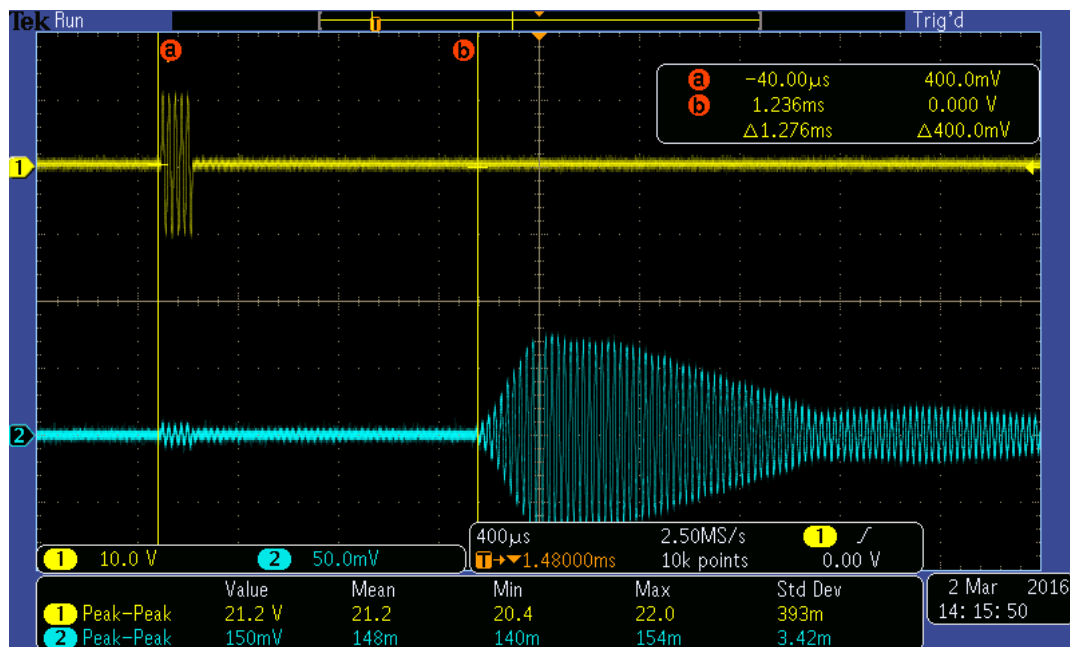 Tek Run Trig'd
a b
a −40.00µs 400.0mV
b 1.236ms 0.000 V
Δ1.276ms Δ400.0mV
1
2
400µs 2.50MS/s 1 ∫
1 10.0 V 2 50.0mV T→▼1.48000ms 10k points 0.00 V
Value Mean Min Max Std Dev
1 Peak−Peak 21.2 V 21.2 20.4 22.0 393m
2 Peak−Peak 150mV 148m 140m 154m 3.42m
2 Mar 2016
14:15:50